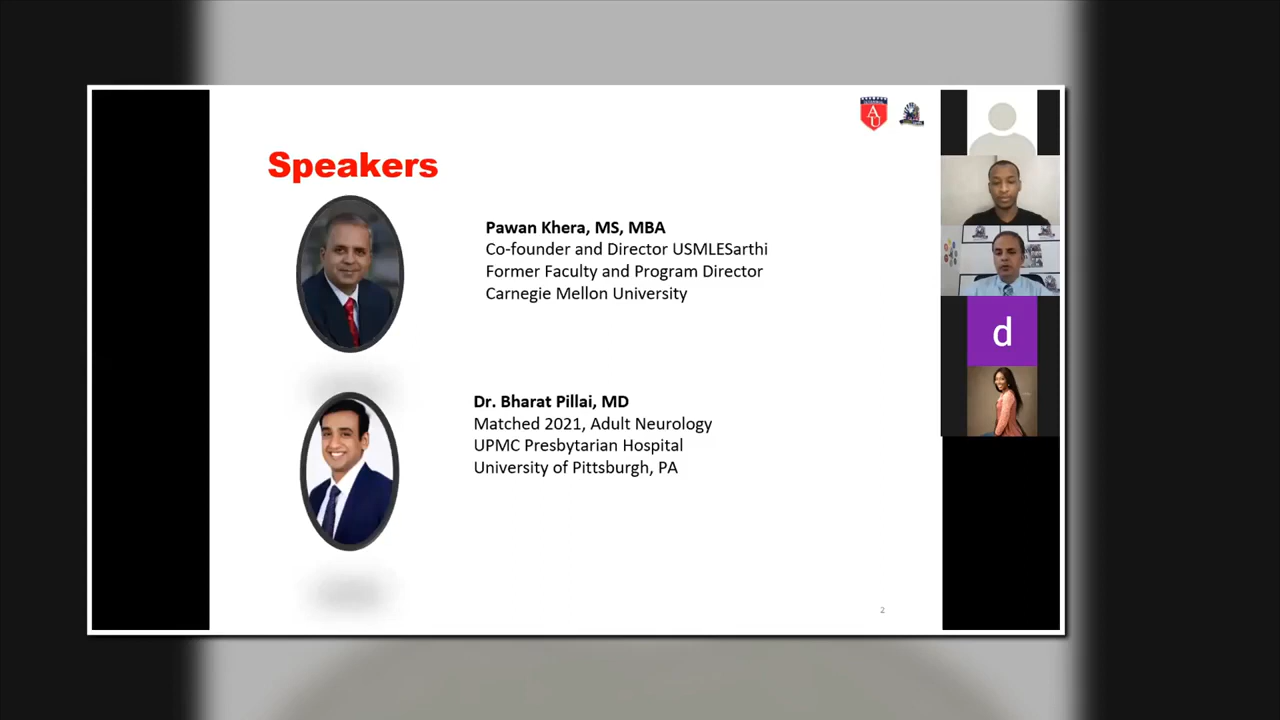 Speakers
Pawan Khera, MS, MBA
Co-founder and Director USMLESarthi
Former Faculty and Program Director
Carnegie Mellon University
Dr. Bharat Pillai, MD
Matched 2021, Adult Neurology
UPMC Presbytarian Hospital
University of Pittsburgh, PA
2
A
U
d